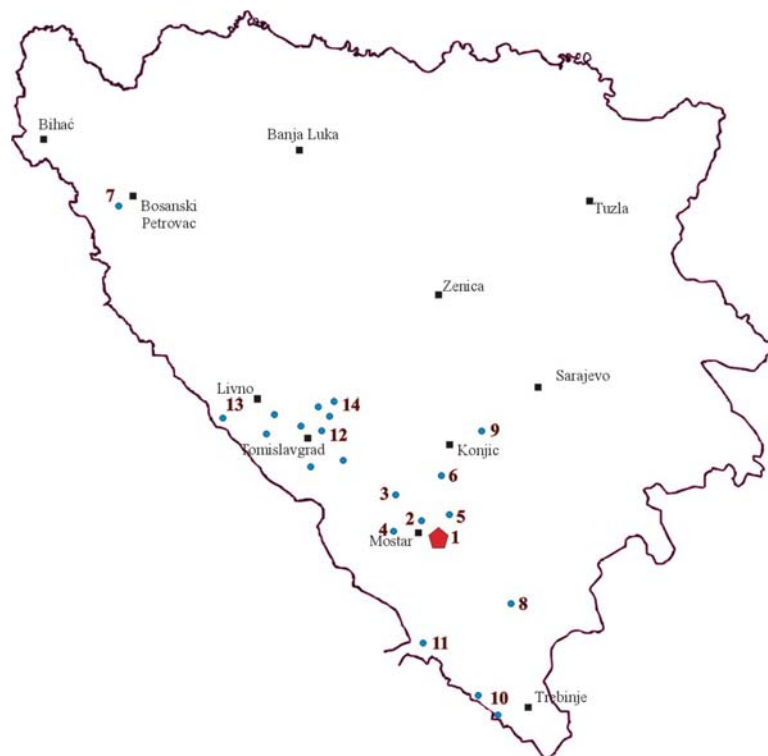 Bihać
Banja Luka
7
Bosanski
Petrovac
Tuzla
Zenica
Livno
Sarajevo
13
14
12
9
Tomislavgrad
Konjic
6
3
2
5
4
Mostar
1
8
11
10
Trebinje